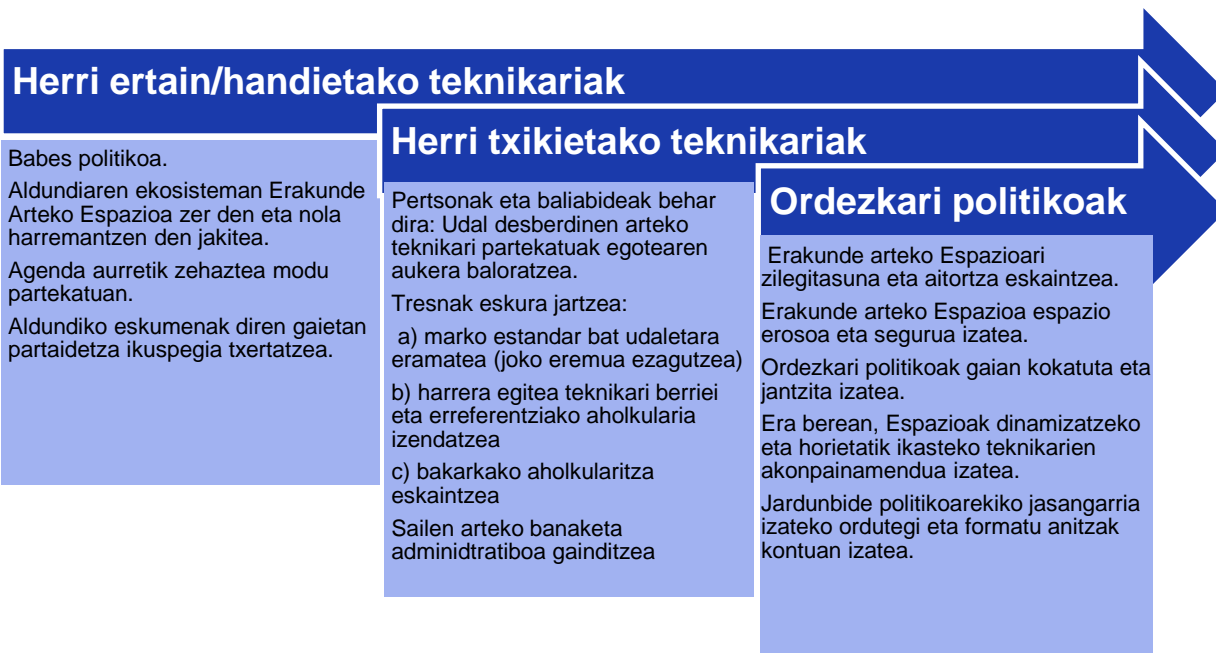 Herri ertain/handietako teknikariak
Babes politikoa.
Aldundiaren ekosisteman Erakunde
Arteko Espazioa zer den eta nola
harremantzen den jakitea.
Agenda aurretik zehaztea modu
partekatuan.
Aldundiko eskumenak diren gaietan
partaidetza ikuspegia txertatzea.
Herri txikietako teknikariak
Pertsonak eta baliabideak behar
dira: Udal desberdinen arteko
teknikari partekatuak egotearen
aukera baloratzea.
Tresnak eskura jartzea:
a) marko estandar bat udaletara
eramatea (joko eremua ezagutzea)
b) harrera egitea teknikari berriei
eta erreferentziako aholkularia
izendatzea
c) bakarkako aholkularitza
eskaintzea
Sailen arteko banaketa
adminidtratiboa gainditzea
Ordezkari politikoak
Erakunde arteko Espazioari
zilegitasuna eta aitortza eskaintzea.
Erakunde arteko Espazioa espazio
erosoa eta segurua izatea.
Ordezkari politikoak gaian kokatuta eta
jantzita izatea.
Era berean, Espazioak dinamizatzeko
eta horietatik ikasteko teknikarien
akonpainamendua izatea.
Jardunbide politikoarekiko jasangarria
izateko ordutegi eta formatu anitzak
kontuan izatea.